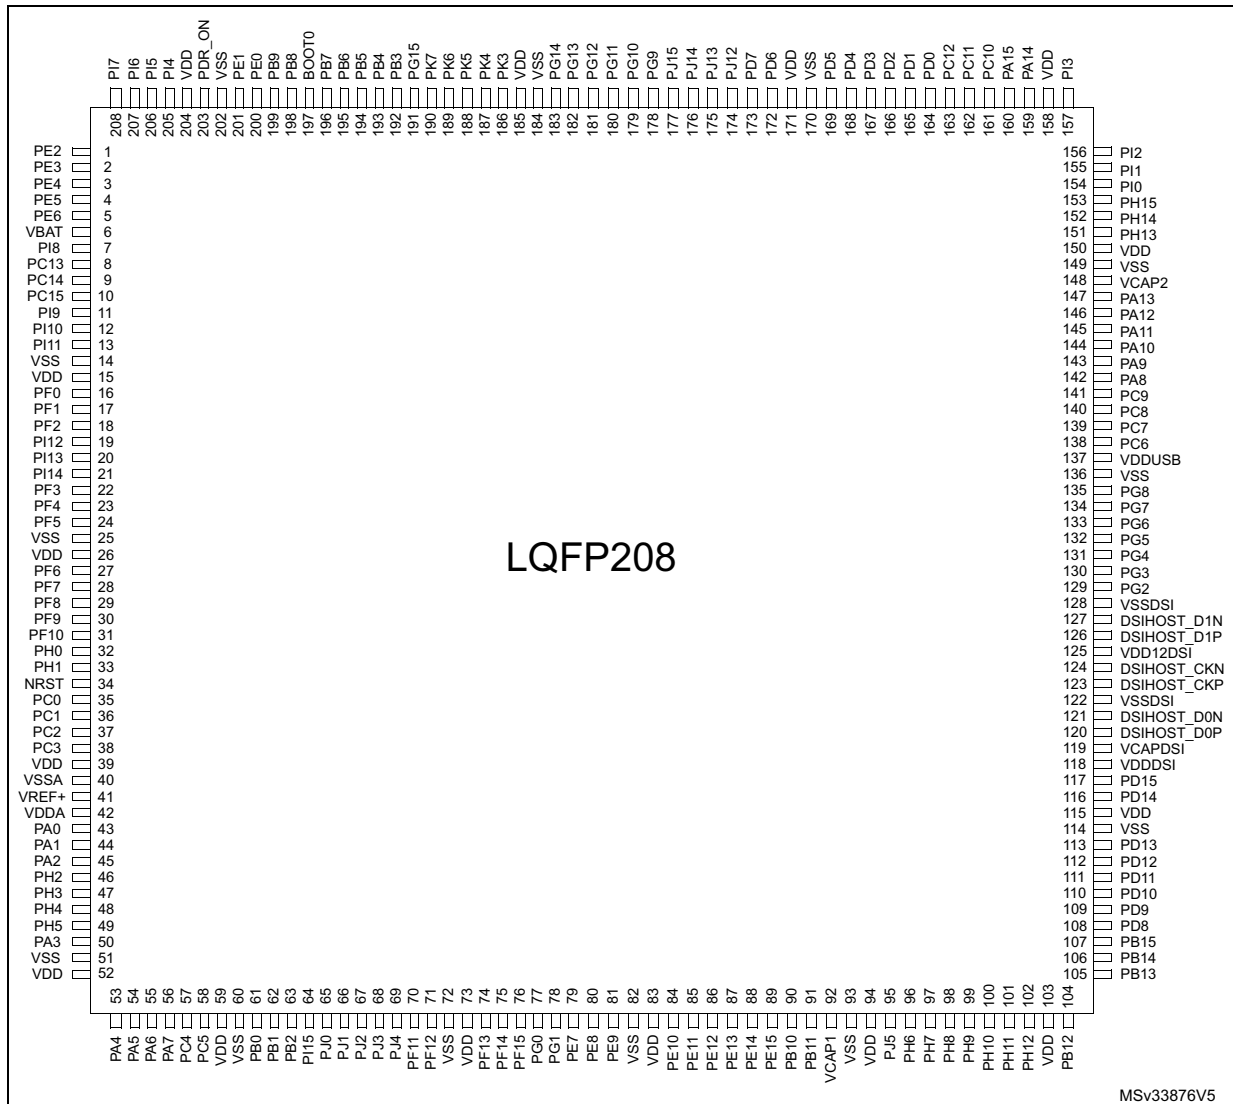 PI7 PI6 PI5 PI4 VDD PDR_ON VSS PE1 PE0 PB9 PB8 BOOT0 PB7 PB6 PB5 PB4 PB3 PG15 PK7 PK6 PK5 PK4 PK3 VDD VSS PG14 PG13 PG12 PG11 PG10 PG9 PJ15 PJ14 PJ13 PJ12 PD7 PD6 VDD VSS PD5 PD4 PD3 PD2 PD1 PD0 PC12 PC11 PC10 PA15 PA14 VDD PI3
208 207 206 205 204 203 202 201 200 199 198 197 196 195 194 193 192 191 190 189 188 187 186 185 184 183 182 181 180 179 178 177 176 175 174 173 172 171 170 169 168 167 166 165 164 163 162 161 160 159 158 157
PE2 1 156 PI2
PE3 2 155 PI1
PE4 3 154 PI0
PE5 4 153 PH15
PE6 5 152 PH14
VBAT 6 151 PH13
PI8 7 150 VDD
PC13 8 149 VSS
PC14 9 148 VCAP2
PC15 10 147 PA13
PI9 11 146 PA12
PI10 12 145 PA11
PI11 13 144 PA10
VSS 14 143 PA9
VDD 15 142 PA8
PF0 16 141 PC9
PF1 17 140 PC8
PF2 18 139 PC7
PI12 19 138 PC6
PI13 20 137 VDDUSB
PI14 21 136 VSS
PF3 22 135 PG8
PF4 23 134 PG7
PF5 24 133 PG6
VSS 25 132 PG5
VDD 26 131 PG4
PF6 27 130 PG3
PF7 28 129 PG2
PF8 29 128 VSSDSI
PF9 30 127 DSIHOST_D1N
PF10 31 126 DSIHOST_D1P
PH0 32 125 VDD12DSI
PH1 33 124 DSIHOST_CKN
NRST 34 123 DSIHOST_CKP
PC0 35 122 VSSDSI
PC1 36 121 DSIHOST_D0N
PC2 37 120 DSIHOST_D0P
PC3 38 119 VCAPDSI
VDD 39 118 VDDDSI
VSSA 40 117 PD15
VREF+ 41 116 PD14
VDDA 42 115 VDD
PA0 43 114 VSS
PA1 44 113 PD13
PA2 45 112 PD12
PH2 46 111 PD11
PH3 47 110 PD10
PH4 48 109 PD9
PH5 49 108 PD8
PA3 50 107 PB15
VSS 51 106 PB14
VDD 52 105 PB13
LQFP208
53 54 55 56 57 58 59 60 61 62 63 64 65 66 67 68 69 70 71 72 73 74 75 76 77 78 79 80 81 82 83 84 85 86 87 88 89 90 91 92 93 94 95 96 97 98 99 100 101 102 103 104
PA4 PA5 PA6 PA7 PC4 PC5 VDD VSS PB0 PB1 PB2 PI15 PJ0 PJ1 PJ2 PJ3 PJ4 PF11 PF12 VSS VDD PF13 PF14 PF15 PG0 PG1 PE7 PE8 PE9 VSS VDD PE10 PE11 PE12 PE13 PE14 PE15 PB10 PB11 VCAP1 VSS VDD PJ5 PH6 PH7 PH8 PH9 PH10 PH11 PH12 VDD PB12
MSv33876V5